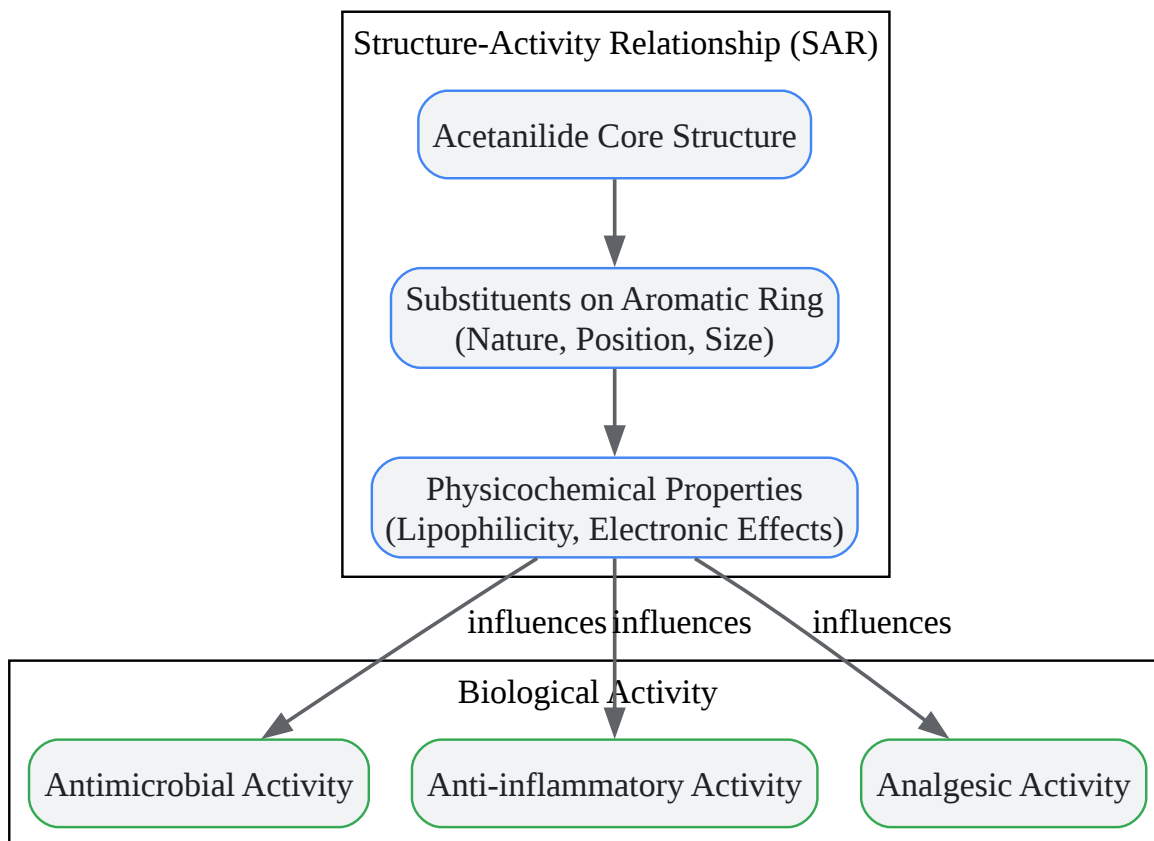 Structure-Activity Relationship (SAR)
Acetanilide Core Structure
Substituents on Aromatic Ring
(Nature, Position, Size)
Physicochemical Properties
(Lipophilicity, Electronic Effects)
influences influences influences
Biological Activity
Antimicrobial Activity Anti-inflammatory Activity Analgesic Activity